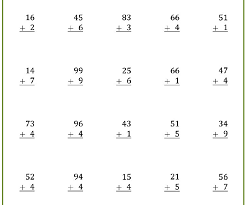 16 45 83 66 51
+ 2 + 6 + 3 + 4 + 1
14 99 25 66 47
+ 7 + 9 + 6 + 1 + 4
73 96 43 51 34
+ 4 + 4 + 1 + 5 + 9
52 94 15 21 56
+ 4 + 4 + 4 + 5 + 7